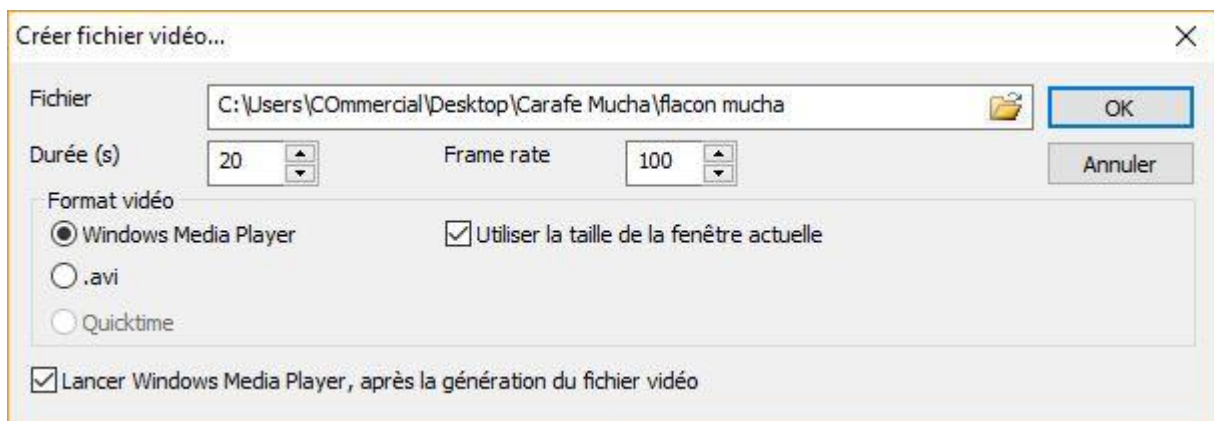 Créer fichier vidéo...
Fichier
C:\Users\COmmercial\Desktop\Carafe Mucha\flacon mucha
OK
Durée (s)
20
Frame rate
100
Annuler
Format vidéo
Windows Media Player
Utiliser la taille de la fenêtre actuelle
.avi
Quicktime
Lancer Windows Media Player, après la génération du fichier vidéo